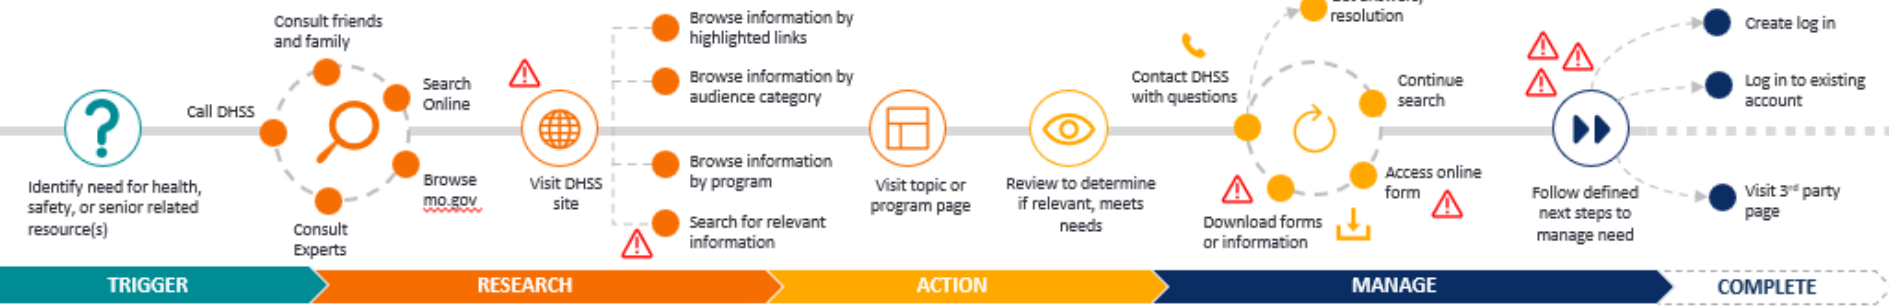 Identify need for health,
safety, or senior related
resource(s)
Call DHSS
Consult friends
and family
Search
Online
Browse
mo.gov
Consult
Experts
Visit DHSS
site
Browse information by
highlighted links
Browse information by
audience category
Browse information
by program
Search for relevant
information
Visit topic or
program page
Review to determine
if relevant, meets
needs
Contact DHSS
with questions
resolution
Continue
search
Access online
form
Download forms
or information
Follow defined
next steps to
manage need
Create log in
Log in to existing
account
Visit 3rd party
page
TRIGGER
RESEARCH
ACTION
MANAGE
COMPLETE